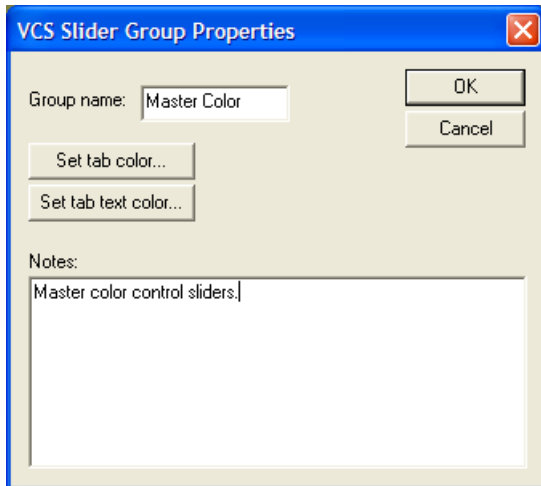 VCS Slider Group Properties
Group name: Master Color
OK
Cancel
Set tab color...
Set tab text color...
Notes:
Master color control sliders.